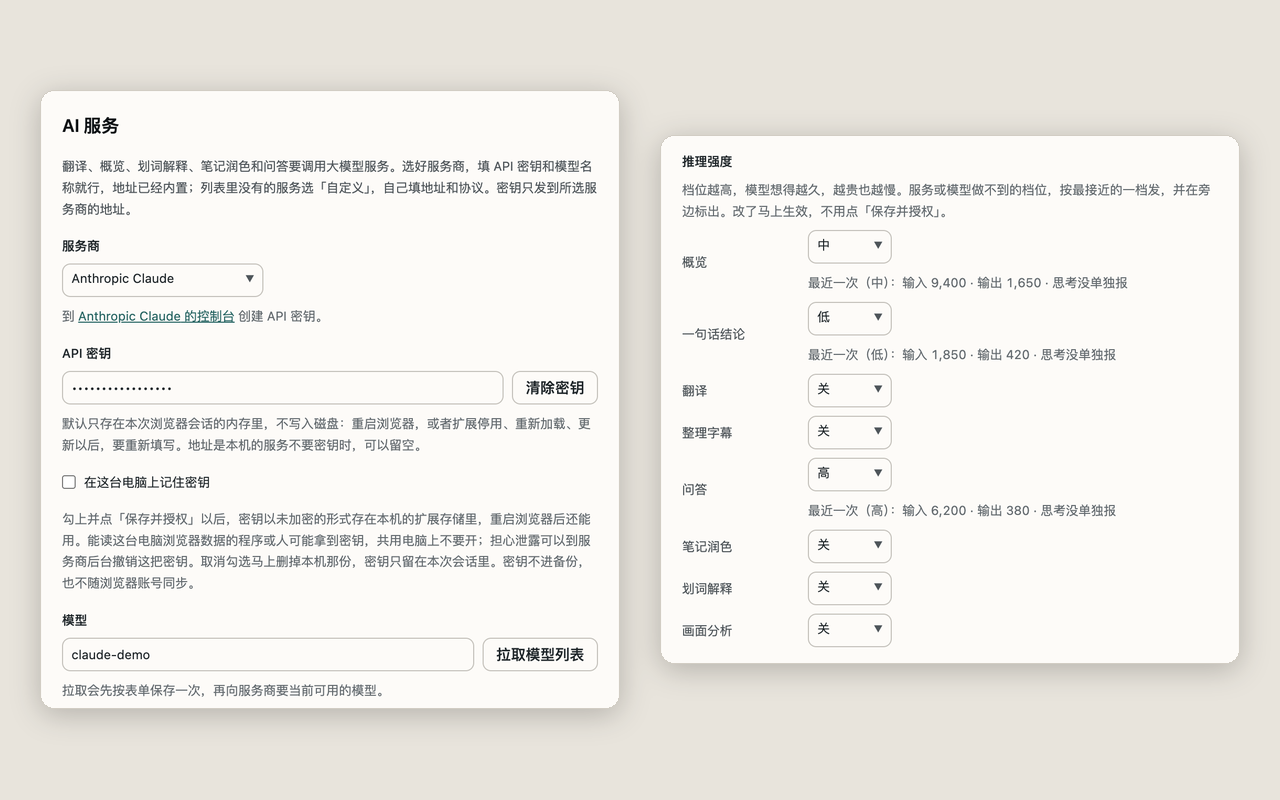 AI 服务
翻译、概览、划词解释、笔记润色和问答要调用大模型服务。选好服务商，填 API 密钥和模型名
称就行，地址已经内置；列表里没有的服务选「自定义」，自己填地址和协议。密钥只发到所选服
务商的地址。
服务商
Anthropic Claude
到 Anthropic Claude 的控制台 创建 API 密钥。
API 密钥
清除密钥
默认只存在本次浏览器会话的内存里，不写入磁盘：重启浏览器，或者扩展停用、重新加载、更
新以后，要重新填写。地址是本机的服务不要密钥时，可以留空。
在这台电脑上记住密钥
勾上并点「保存并授权」以后，密钥以未加密的形式存在本机的扩展存储里，重启浏览器后还能
用。能读这台电脑浏览器数据的程序或人可能拿到密钥，共用电脑上不要开；担心泄露可以到服
务商后台撤销这把密钥。取消勾选马上删掉本机那份，密钥只留在本次会话里。密钥不进备份，
也不随浏览器账号同步。
模型
claude-demo
拉取模型列表
拉取会先按表单保存一次，再向服务商要当前可用的模型。
推理强度
档位越高，模型想得越久，越贵也越慢。服务或模型做不到的档位，按最接近的一档发，并在旁
边标出。改了马上生效，不用点「保存并授权」。
概览
中
最近一次（中）：输入 9,400 · 输出 1,650 · 思考没单独报
一句话结论
低
最近一次（低）：输入 1,850 · 输出 420 · 思考没单独报
翻译
关
整理字幕
关
问答
高
最近一次（高）：输入 6,200 · 输出 380 · 思考没单独报
笔记润色
关
划词解释
关
画面分析
关